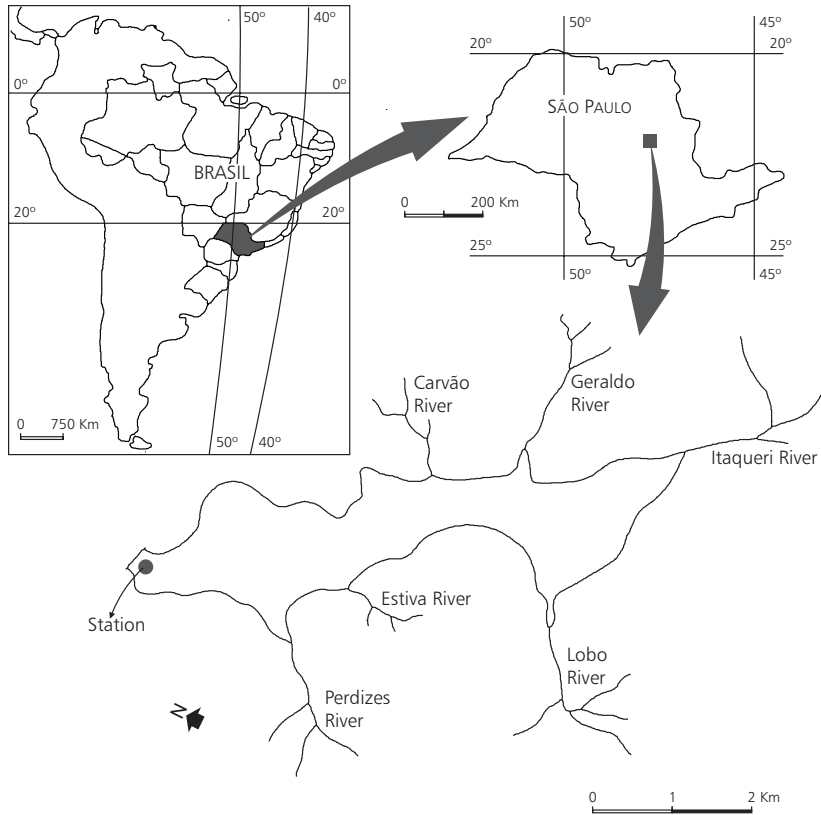 50º
40º
0º
0º
BRASIL
20º
20º
0 750 Km
50º
40º
50º
45º
20º
20º
SÃO PAULO
0 200 Km
25º
25º
50º
45º
Carvão
River
Geraldo
River
Itaqueri River
Station
Estiva River
Lobo
River
Perdizes
River
N
0 1 2 Km